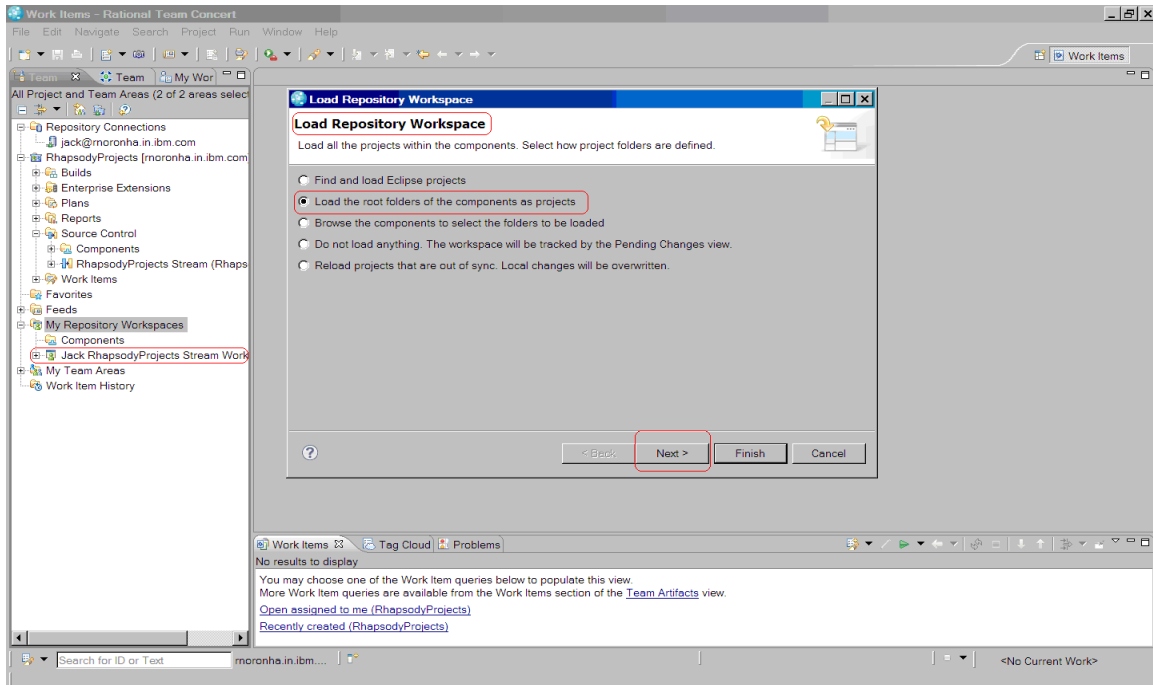 Work Items - Rational Team Concert
File Edit Navigate Search Project Run Window Help
Work Items
Team Team My Wor
All Project and Team Areas (2 of 2 areas select
Repository Connections
jack@rnoronha.in.ibm.com
RhapsodyProjects [rnoronha.in.ibm.com
Builds
Enterprise Extensions
Plans
Reports
Source Control
Components
RhapsodyProjects Stream (Rhaps
Work Items
Favorites
Feeds
My Repository Workspaces
Components
Jack RhapsodyProjects Stream Work
My Team Areas
Work Item History
Load Repository Workspace
Load Repository Workspace
Load all the projects within the components. Select how project folders are defined.
Find and load Eclipse projects
Load the root folders of the components as projects
Browse the components to select the folders to be loaded
Do not load anything. The workspace will be tracked by the Pending Changes view.
Reload projects that are out of sync. Local changes will be overwritten.
? < Back Next > Finish Cancel
Work Items Tag Cloud Problems
No results to display
You may choose one of the Work Item queries below to populate this view.
More Work Item queries are available from the Work Items section of the Team Artifacts view.
Open assigned to me (RhapsodyProjects)
Recently created (RhapsodyProjects)
Search for ID or Text rnoronha.in.ibm.... <No Current Work>